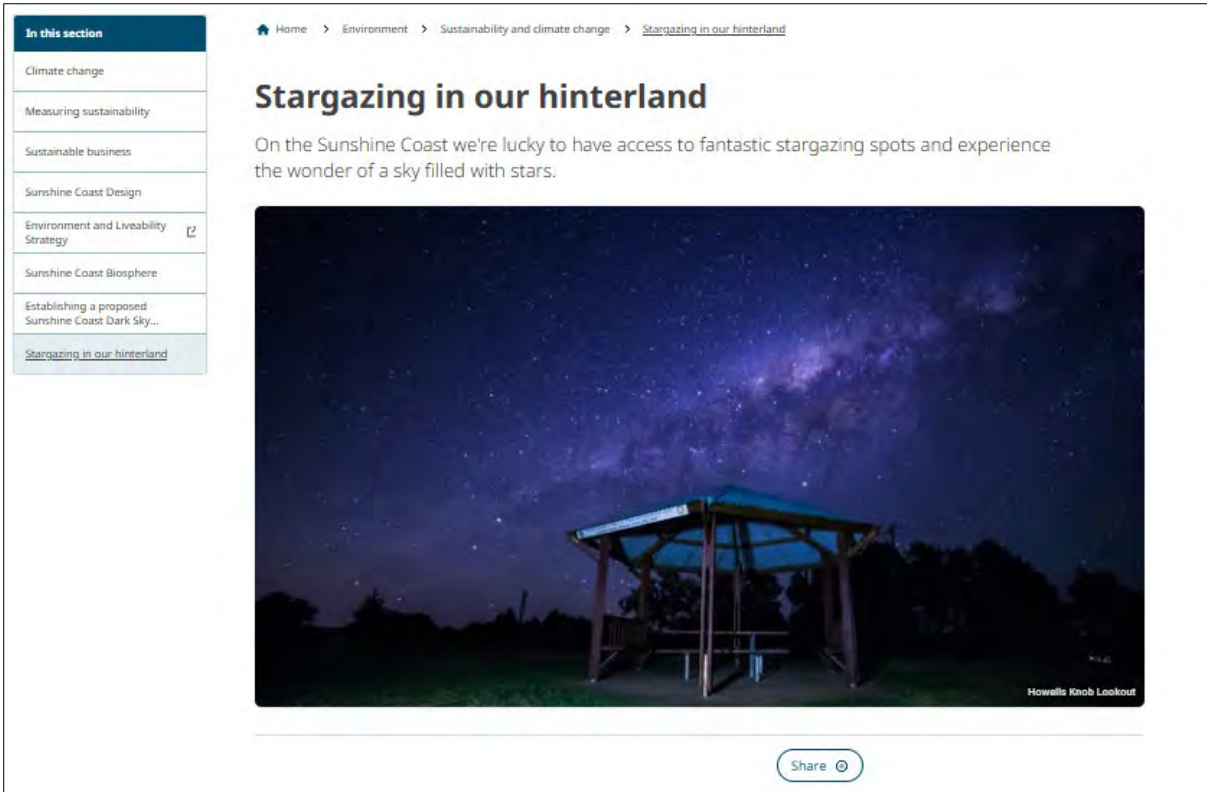 In this section
Climate change
Measuring sustainability
Sustainable business
Sunshine Coast Design
Environment and Liveability
Strategy
Sunshine Coast Biosphere
Establishing a proposed
Sunshine Coast Dark Sky...
Stargazing in our hinterland
Home > Environment > Sustainability and climate change > Stargazing in our hinterland
Stargazing in our hinterland
On the Sunshine Coast we're lucky to have access to fantastic stargazing spots and experience
the wonder of a sky filled with stars.
Howells Knob Lookout
Share